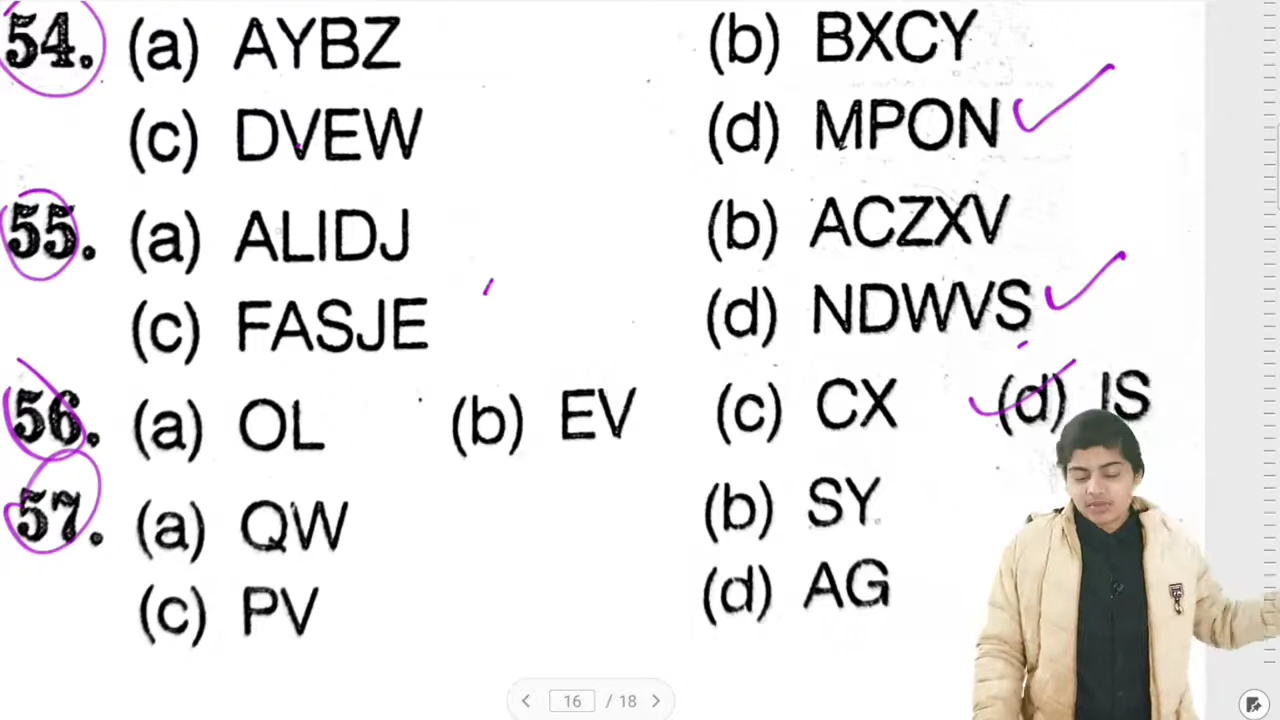 54. (a) AYBZ (b) BXCY
(c) DVEW (d) MPON
55. (a) ALIDJ (b) ACZXV
(c) FASJE (d) NDWVS
56. (a) OL (b) EV (c) CX (d) IS
57. (a) QW (b) SY
(c) PV (d) AG
16 / 18